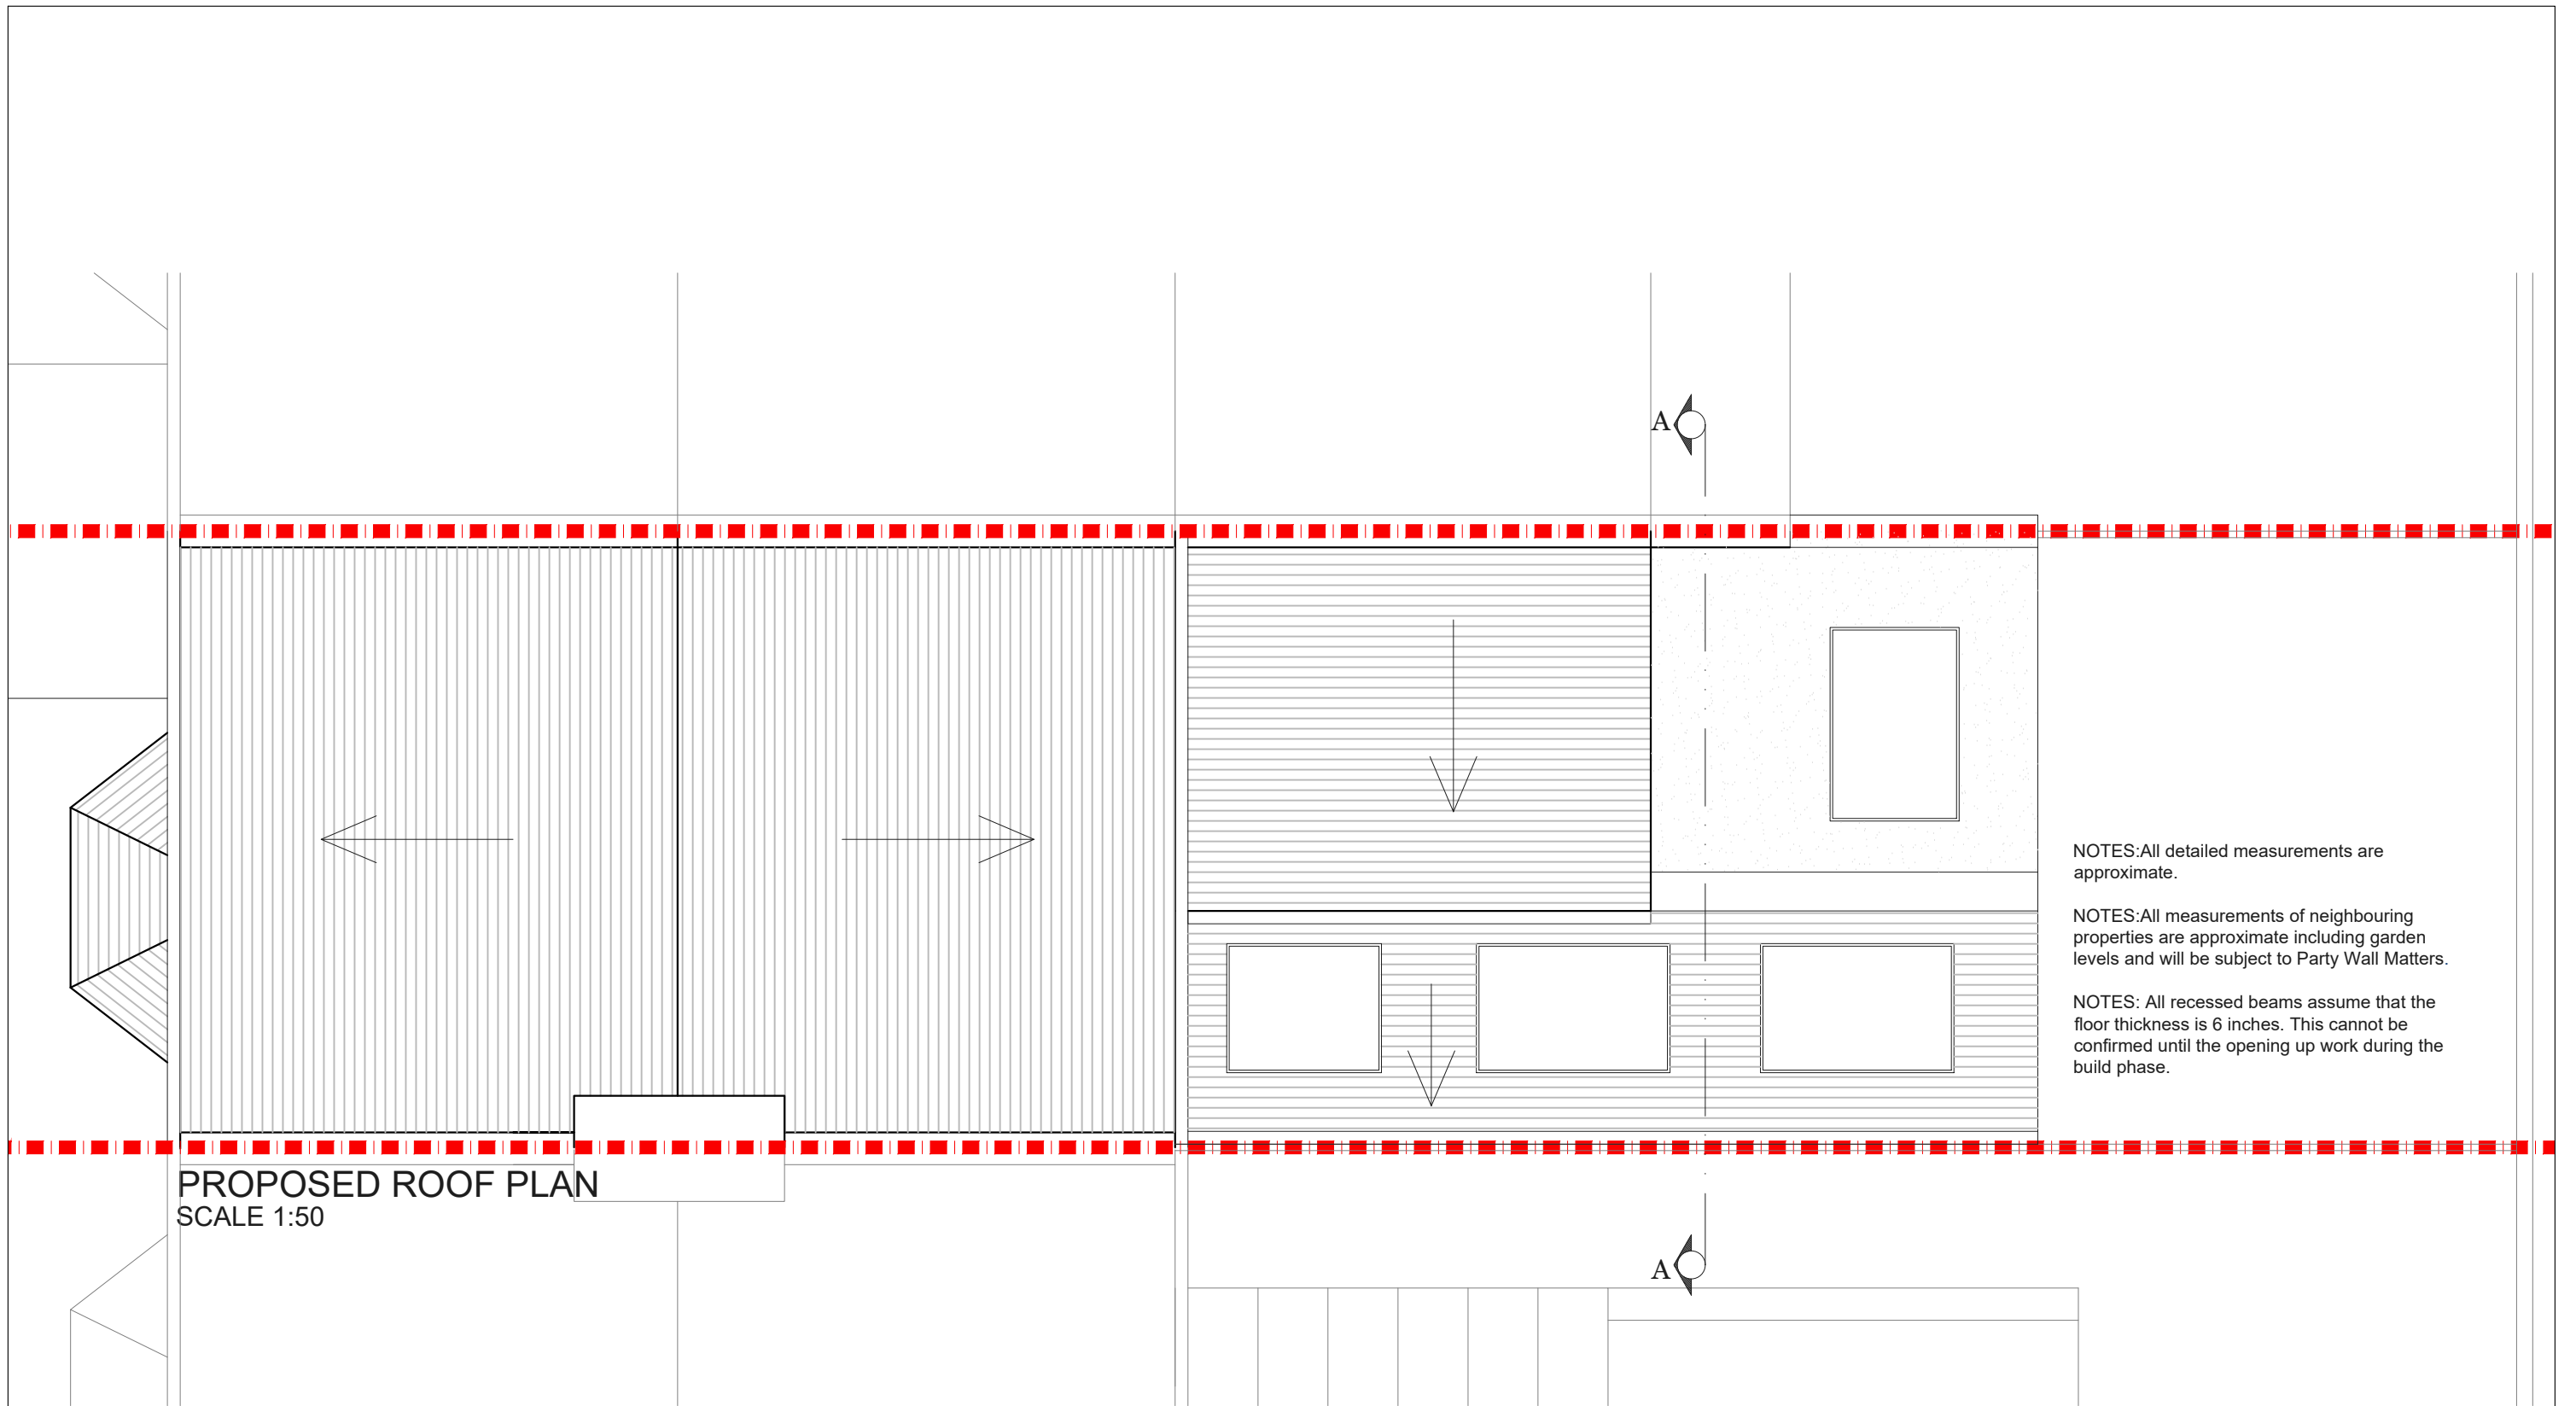 A
NOTES:All detailed measurements are
approximate.
NOTES:All measurements of neighbouring
properties are approximate including garden
levels and will be subject to Party Wall Matters.
NOTES: All recessed beams assume that the
floor thickness is 6 inches. This cannot be
confirmed until the opening up work during the
build phase.
PROPOSED ROOF PLAN
SCALE 1:50
A